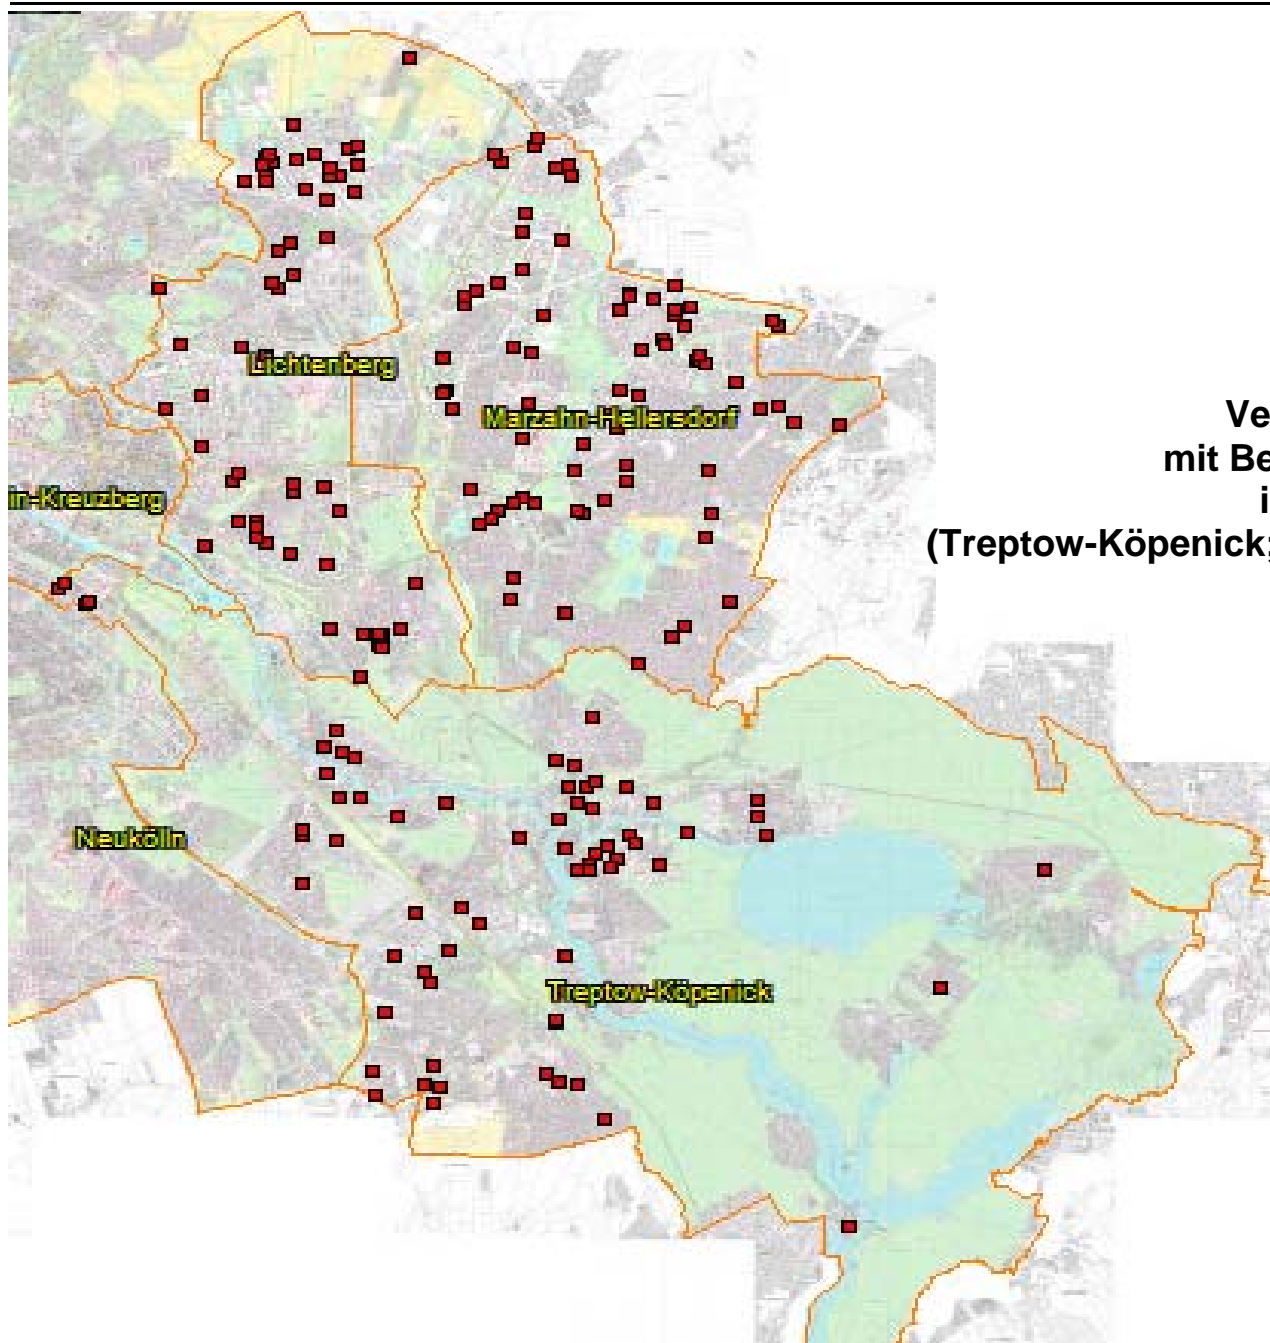 Lichtenberg
Marzahn-Hellersdorf
in-Kreuzberg
Neukölln
Treptow-Köpenick
Ve
mit Be
i
(Treptow-Köpenick;